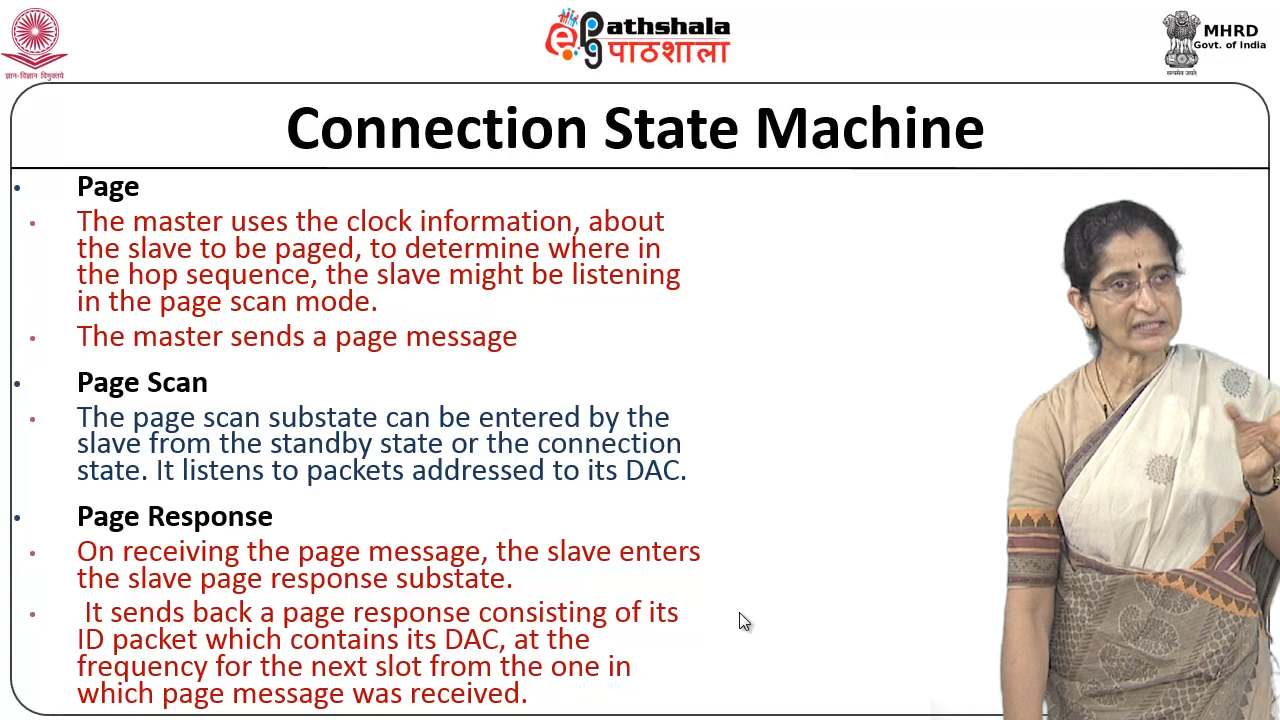 ज्ञान-विज्ञान विमुक्तये
epg
athshala
पाठशाला
MHRD
Govt. of India
सत्यमेव जयते
Connection State Machine
• Page
• The master uses the clock information, about
the slave to be paged, to determine where in
the hop sequence, the slave might be listening
in the page scan mode.
• The master sends a page message
• Page Scan
• The page scan substate can be entered by the
slave from the standby state or the connection
state. It listens to packets addressed to its DAC.
• Page Response
• On receiving the page message, the slave enters
the slave page response substate.
• It sends back a page response consisting of its
ID packet which contains its DAC, at the
frequency for the next slot from the one in
which page message was received.